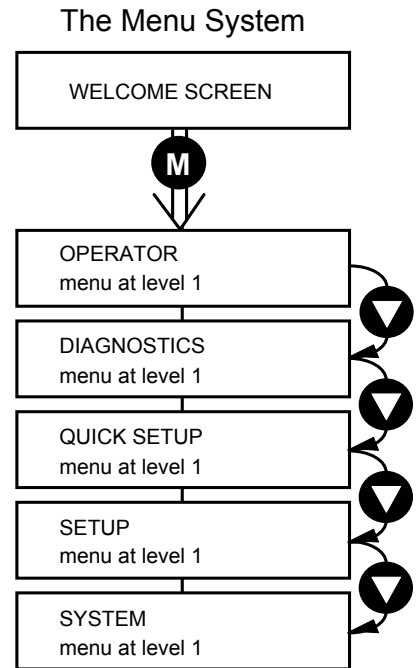 The Menu System
WELCOME SCREEN
M
OPERATOR
menu at level 1
DIAGNOSTICS
menu at level 1
QUICK SETUP
menu at level 1
SETUP
menu at level 1
SYSTEM
menu at level 1